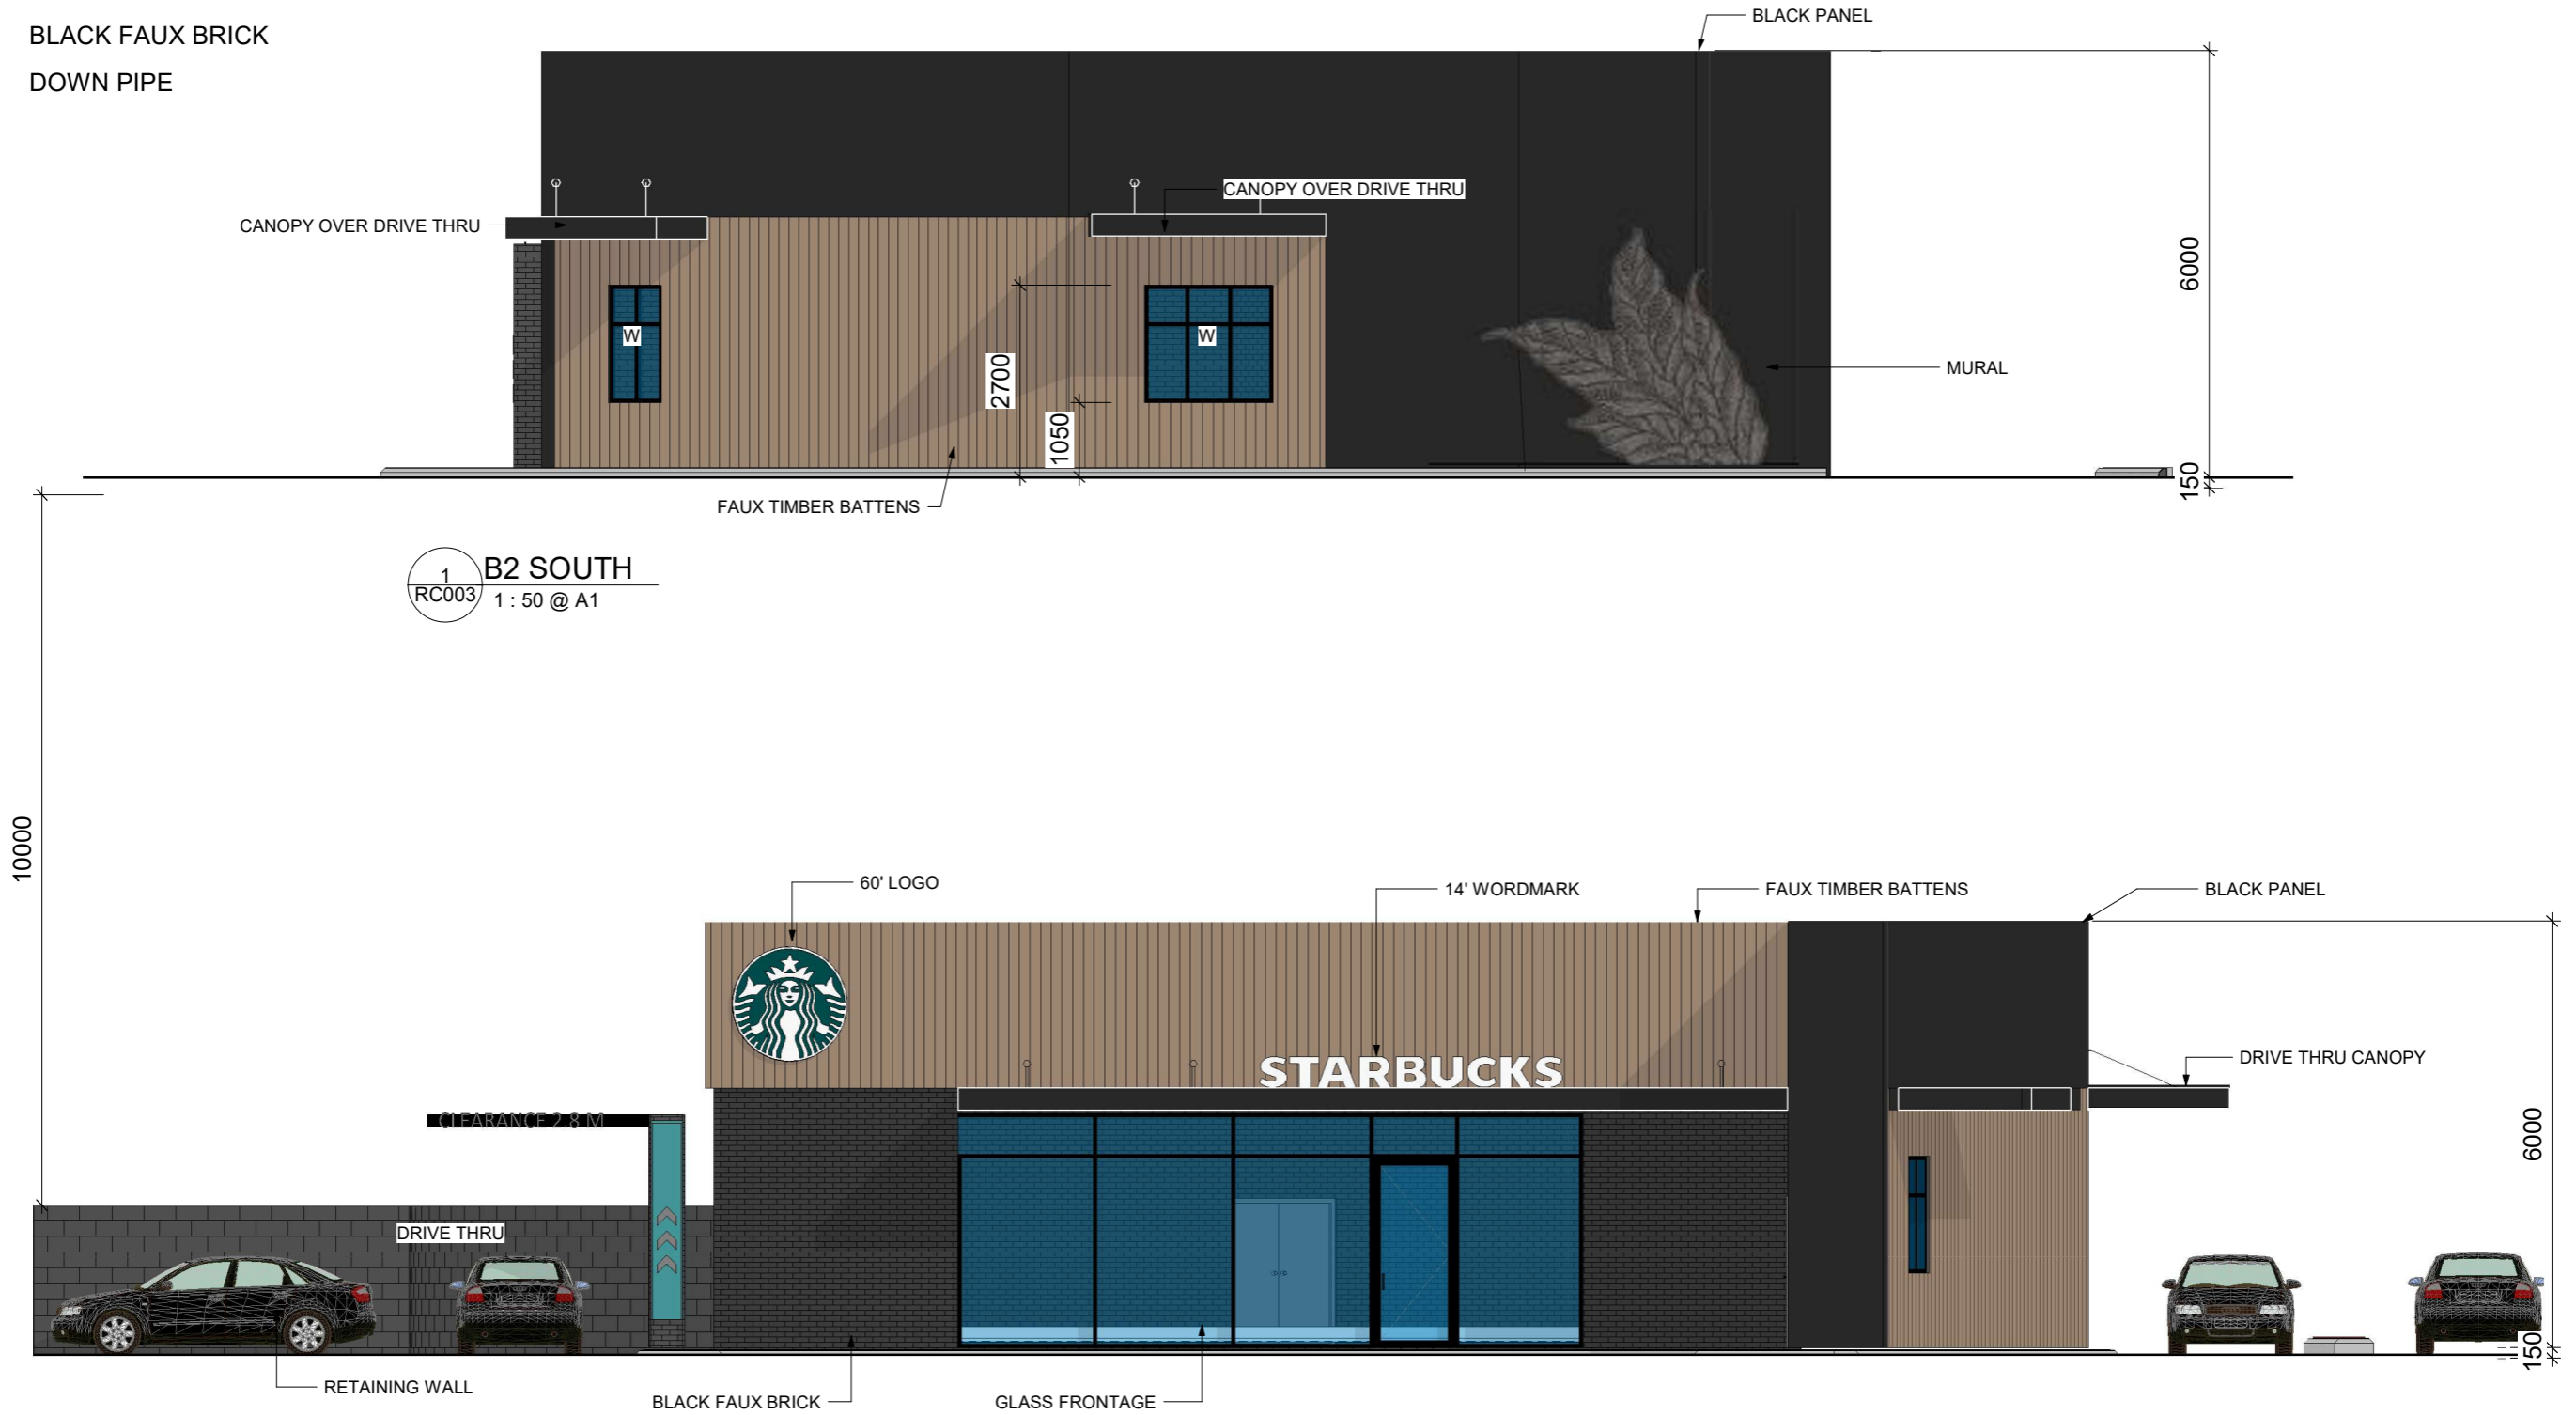 BLACK FAUX BRICK
DOWN PIPE
BLACK PANEL
CANOPY OVER DRIVE THRU
CANOPY OVER DRIVE THRU
6000
W
W
2700
MURAL
1050
150
FAUX TIMBER BATTENS
1
RC003
B2 SOUTH
1 : 50 @ A1
10000
60' LOGO
14' WORDMARK
FAUX TIMBER BATTENS
BLACK PANEL
STARBUCKS
DRIVE THRU CANOPY
CLEARANCE 2.8 M
6000
DRIVE THRU
150
RETAINING WALL
BLACK FAUX BRICK
GLASS FRONTAGE